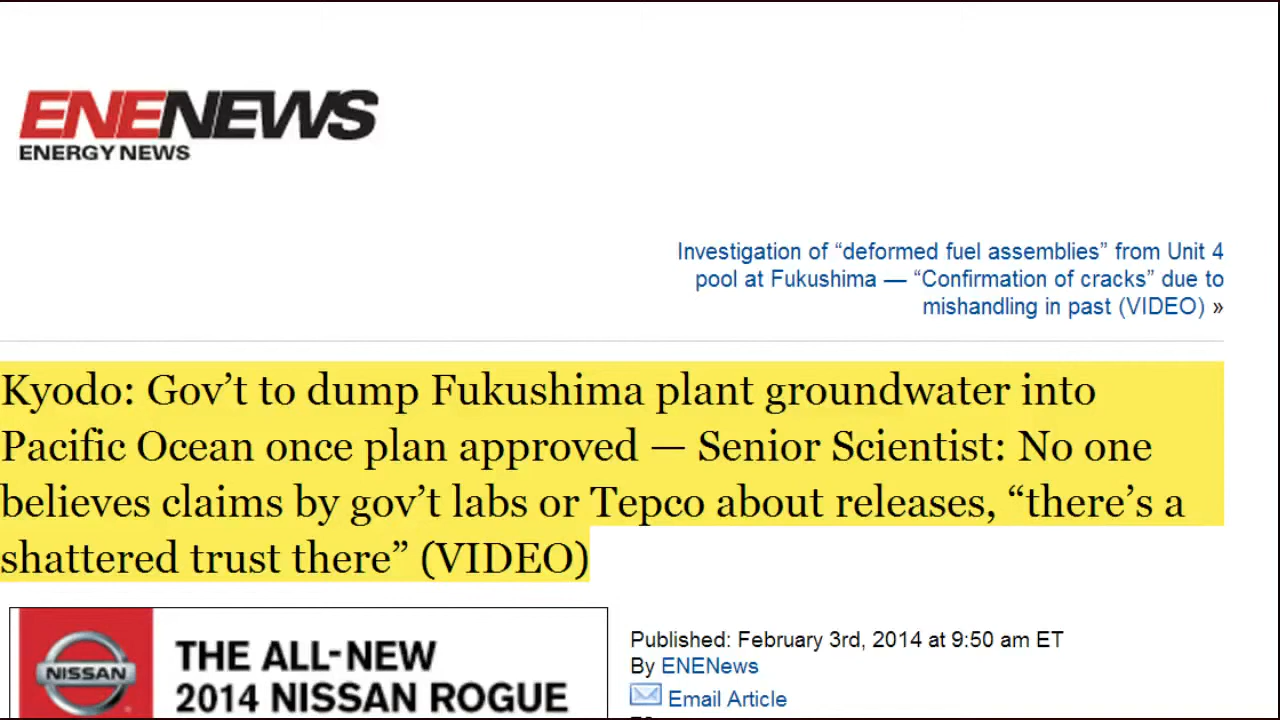 ENENEWS
ENERGY NEWS
Investigation of “deformed fuel assemblies” from Unit 4
pool at Fukushima — “Confirmation of cracks” due to
mishandling in past (VIDEO) »
Kyodo: Gov’t to dump Fukushima plant groundwater into
Pacific Ocean once plan approved — Senior Scientist: No one
believes claims by gov’t labs or Tepco about releases, “there’s a
shattered trust there” (VIDEO)
NISSAN
THE ALL-NEW
2014 NISSAN ROGUE
Published: February 3rd, 2014 at 9:50 am ET
By ENENews
Email Article